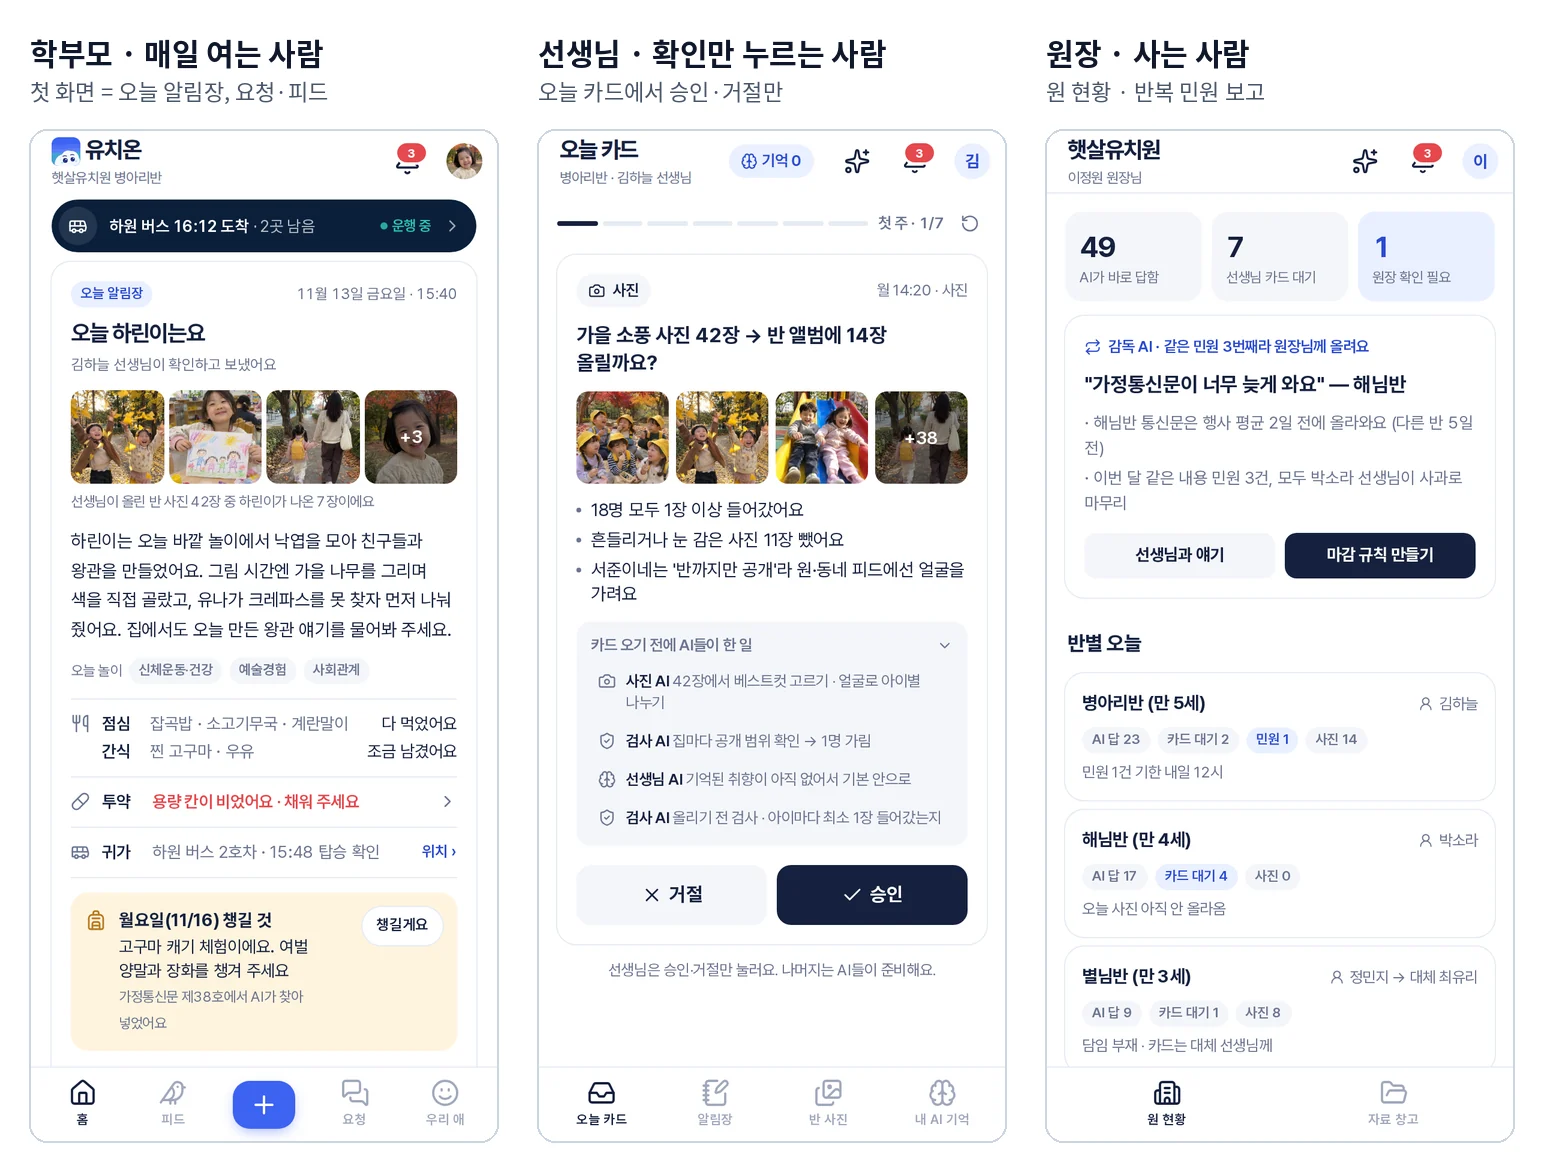 학부모 · 매일 여는 사람
첫 화면 = 오늘 알림장, 요청·피드
유치온
햇살유치원 병아리반
3
하원 버스 16:12 도착 · 2곳 남음
운행 중
오늘 알림장
11월 13일 금요일 · 15:40
오늘 하린이는요
김하늘 선생님이 확인하고 보냈어요
+3
선생님이 올린 반 사진 42장 중 하린이가 나온 7장이에요
하린이는 오늘 바깥 놀이에서 낙엽을 모아 친구들과
왕관을 만들었어요. 그림 시간엔 가을 나무를 그리며
색을 직접 골랐고, 유나가 크레파스를 못 찾자 먼저 나눠
줬어요. 집에서도 오늘 만든 왕관 얘기를 물어봐 주세요.
오늘 놀이 신체운동·건강 예술경험 사회관계
점심 잡곡밥 · 소고기무국 · 계란말이 다 먹었어요
간식 찐 고구마 · 우유 조금 남겼어요
투약 용량 칸이 비었어요 · 채워 주세요
귀가 하원 버스 2호차 · 15:48 탑승 확인 위치 ›
월요일(11/16) 챙길 것
챙길게요
고구마 캐기 체험이에요. 여벌
양말과 장화를 챙겨 주세요
가정통신문 제38호에서 AI가 찾아
넣었어요
홈 피드 요청 우리 애
선생님 · 확인만 누르는 사람
오늘 카드에서 승인·거절만
오늘 카드
병아리반 · 김하늘 선생님
기억 0
3
김
첫 주 · 1/7
사진
월 14:20 · 사진
가을 소풍 사진 42장 → 반 앨범에 14장
올릴까요?
+38
• 18명 모두 1장 이상 들어갔어요
• 흔들리거나 눈 감은 사진 11장 뺐어요
• 서준이네는 '반까지만 공개'라 원·동네 피드에선 얼굴을
가려요
카드 오기 전에 AI들이 한 일
사진 AI 42장에서 베스트컷 고르기 · 얼굴로 아이별
나누기
검사 AI 집마다 공개 범위 확인 → 1명 가림
선생님 AI 기억된 취향이 아직 없어서 기본 안으로
검사 AI 올리기 전 검사 · 아이마다 최소 1장 들어갔는지
거절
승인
선생님은 승인·거절만 눌러요. 나머지는 AI들이 준비해요.
오늘 카드 알림장 반 사진 내 AI 기억
원장 · 사는 사람
원 현황 · 반복 민원 보고
햇살유치원
이정원 원장님
3
이
49
AI가 바로 답함
7
선생님 카드 대기
1
원장 확인 필요
감독 AI · 같은 민원 3번째라 원장님께 올려요
"가정통신문이 너무 늦게 와요" — 해님반
· 해님반 통신문은 행사 평균 2일 전에 올라와요 (다른 반 5일
전)
· 이번 달 같은 내용 민원 3건, 모두 박소라 선생님이 사과로
마무리
선생님과 얘기
마감 규칙 만들기
반별 오늘
병아리반 (만 5세)
김하늘
AI 답 23 카드 대기 2 민원 1 사진 14
민원 1건 기한 내일 12시
해님반 (만 4세)
박소라
AI 답 17 카드 대기 4 사진 0
오늘 사진 아직 안 올라옴
별님반 (만 3세)
정민지 → 대체 최유리
AI 답 9 카드 대기 1 사진 8
담임 부재 · 카드는 대체 선생님께
원 현황 자료 창고